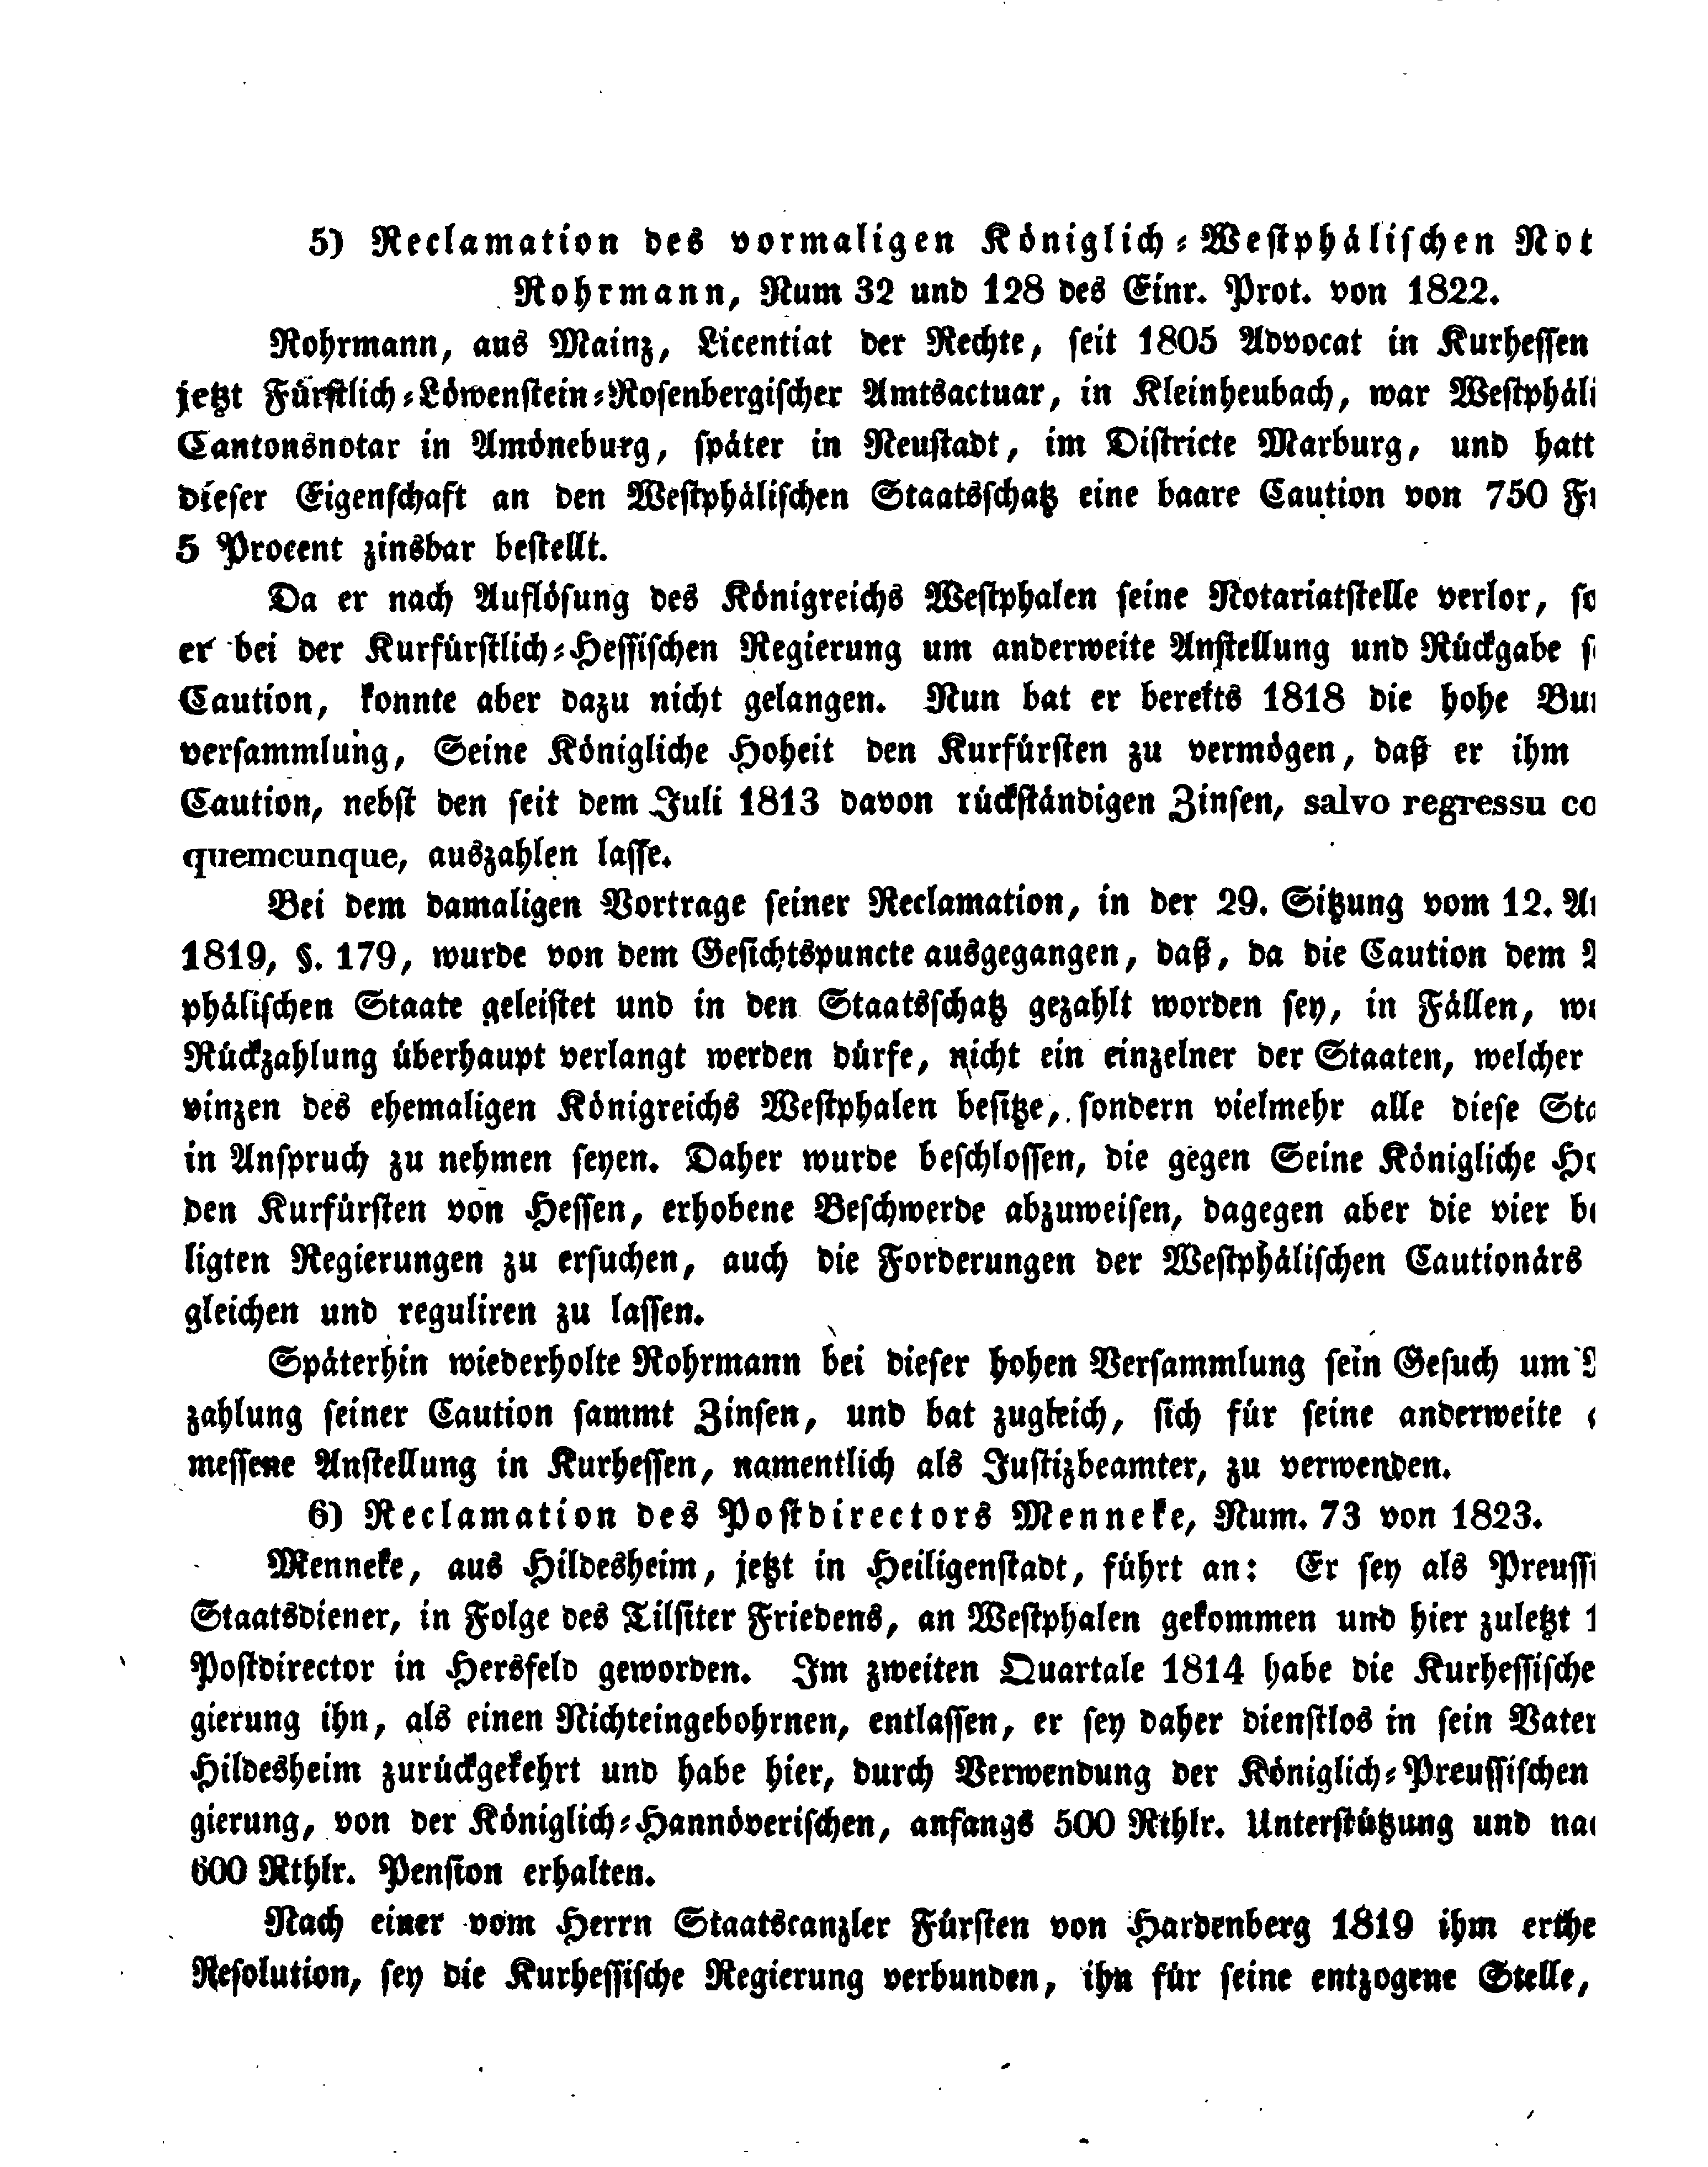 5) Reclamation des vormaligen Königlich-Westphälischen Not
Rohrmann, Num 32 und 128 des Einr. Prot. von 1822.
Rohrmann, aus Mainz, Licentiat der Rechte, seit 1805 Advocat in Kurhessen
jetzt Fürstlich-Löwenstein-Rosenbergischer Amtsactuar, in Kleinheubach, war Westphäli
Cantonsnotar in Amöneburg, später in Neustadt, im Districte Marburg, und hatt
dieser Eigenschaft an den Westphälischen Staatsschatz eine baare Caution von 750 Fr
5 Procent zinsbar bestellt.
Da er nach Auflösung des Königreichs Westphalen seine Notariatstelle verlor, so
er bei der Kurfürstlich-Hessischen Regierung um anderweite Anstellung und Rückgabe s
Caution, konnte aber dazu nicht gelangen. Nun bat er bereits 1818 die hohe Bun
versammlung, Seine Königliche Hoheit den Kurfürsten zu vermögen, daß er ihm
Caution, nebst den seit dem Juli 1813 davon rückständigen Zinsen, salvo regressu co
quemcunque, auszahlen lasse.
Bei dem damaligen Vortrage seiner Reclamation, in der 29. Sitzung vom 12. Au
1819, §. 179, wurde von dem Gesichtspuncte ausgegangen, daß, da die Caution dem
phälischen Staate geleistet und in den Staatsschatz gezahlt worden sey, in Fällen, wo
Rückzahlung überhaupt verlangt werden dürfe, nicht ein einzelner der Staaten, welcher
vinzen des ehemaligen Königreichs Westphalen besitze, sondern vielmehr alle diese Sta
in Anspruch zu nehmen seyen. Daher wurde beschlossen, die gegen Seine Königliche Ho
den Kurfürsten von Hessen, erhobene Beschwerde abzuweisen, dagegen aber die vier be
ligten Regierungen zu ersuchen, auch die Forderungen der Westphälischen Cautionärs
gleichen und reguliren zu lassen.
Späterhin wiederholte Rohrmann bei dieser hohen Versammlung sein Gesuch um
zahlung seiner Caution sammt Zinsen, und bat zugleich, sich für seine anderweite
messene Anstellung in Kurhessen, namentlich als Justizbeamter, zu verwenden.
6) Reclamation des Postdirectors Menneke, Num. 73 von 1823.
Menneke, aus Hildesheim, jetzt in Heiligenstadt, führt an: Er sey als Preussi
Staatsdiener, in Folge des Tilsiter Friedens, an Westphalen gekommen und hier zuletzt 1
Postdirector in Hersfeld geworden. Im zweiten Quartale 1814 habe die Kurhessische
gierung ihn, als einen Nichteingebohrnen, entlassen, er sey daher dienstlos in sein Vater
Hildesheim zurückgekehrt und habe hier, durch Verwendung der Königlich-Preussischen
gierung, von der Königlich-Hannöverischen, anfangs 500 Rthlr. Unterstützung und nac
600 Rthlr. Pension erhalten.
Nach einer vom Herrn Staatscanzler Fürsten von Hardenberg 1819 ihm erthe
Resolution, sey die Kurhessische Regierung verbunden, ihn für seine entzogene Stelle,